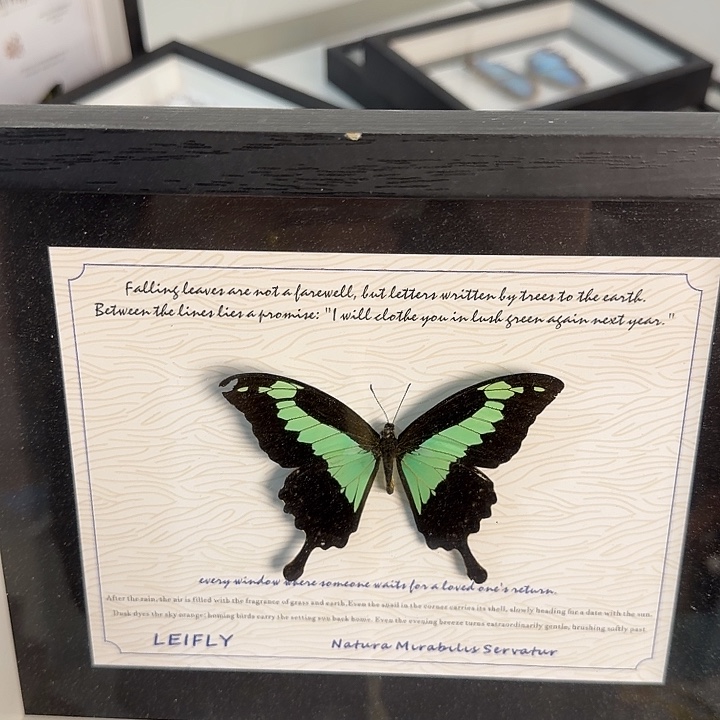 Falling leaves are not a farewell, but letters written by trees to the earth.
Between the lines lies a promise: "I will clothe you in lush green again next year."
every window where someone waits for a loved one's return.
After the rain, the air is filled with the fragrance of grass and earth. Even the snail in the corner carries its shell, slowly heading for a date with the sun.
Dusk dyes the sky orange; homing birds carry the setting sun back home. Even the evening breeze turns extraordinarily gentle, brushing softly past
LEIFLY
Natura Mirabilis Servatur